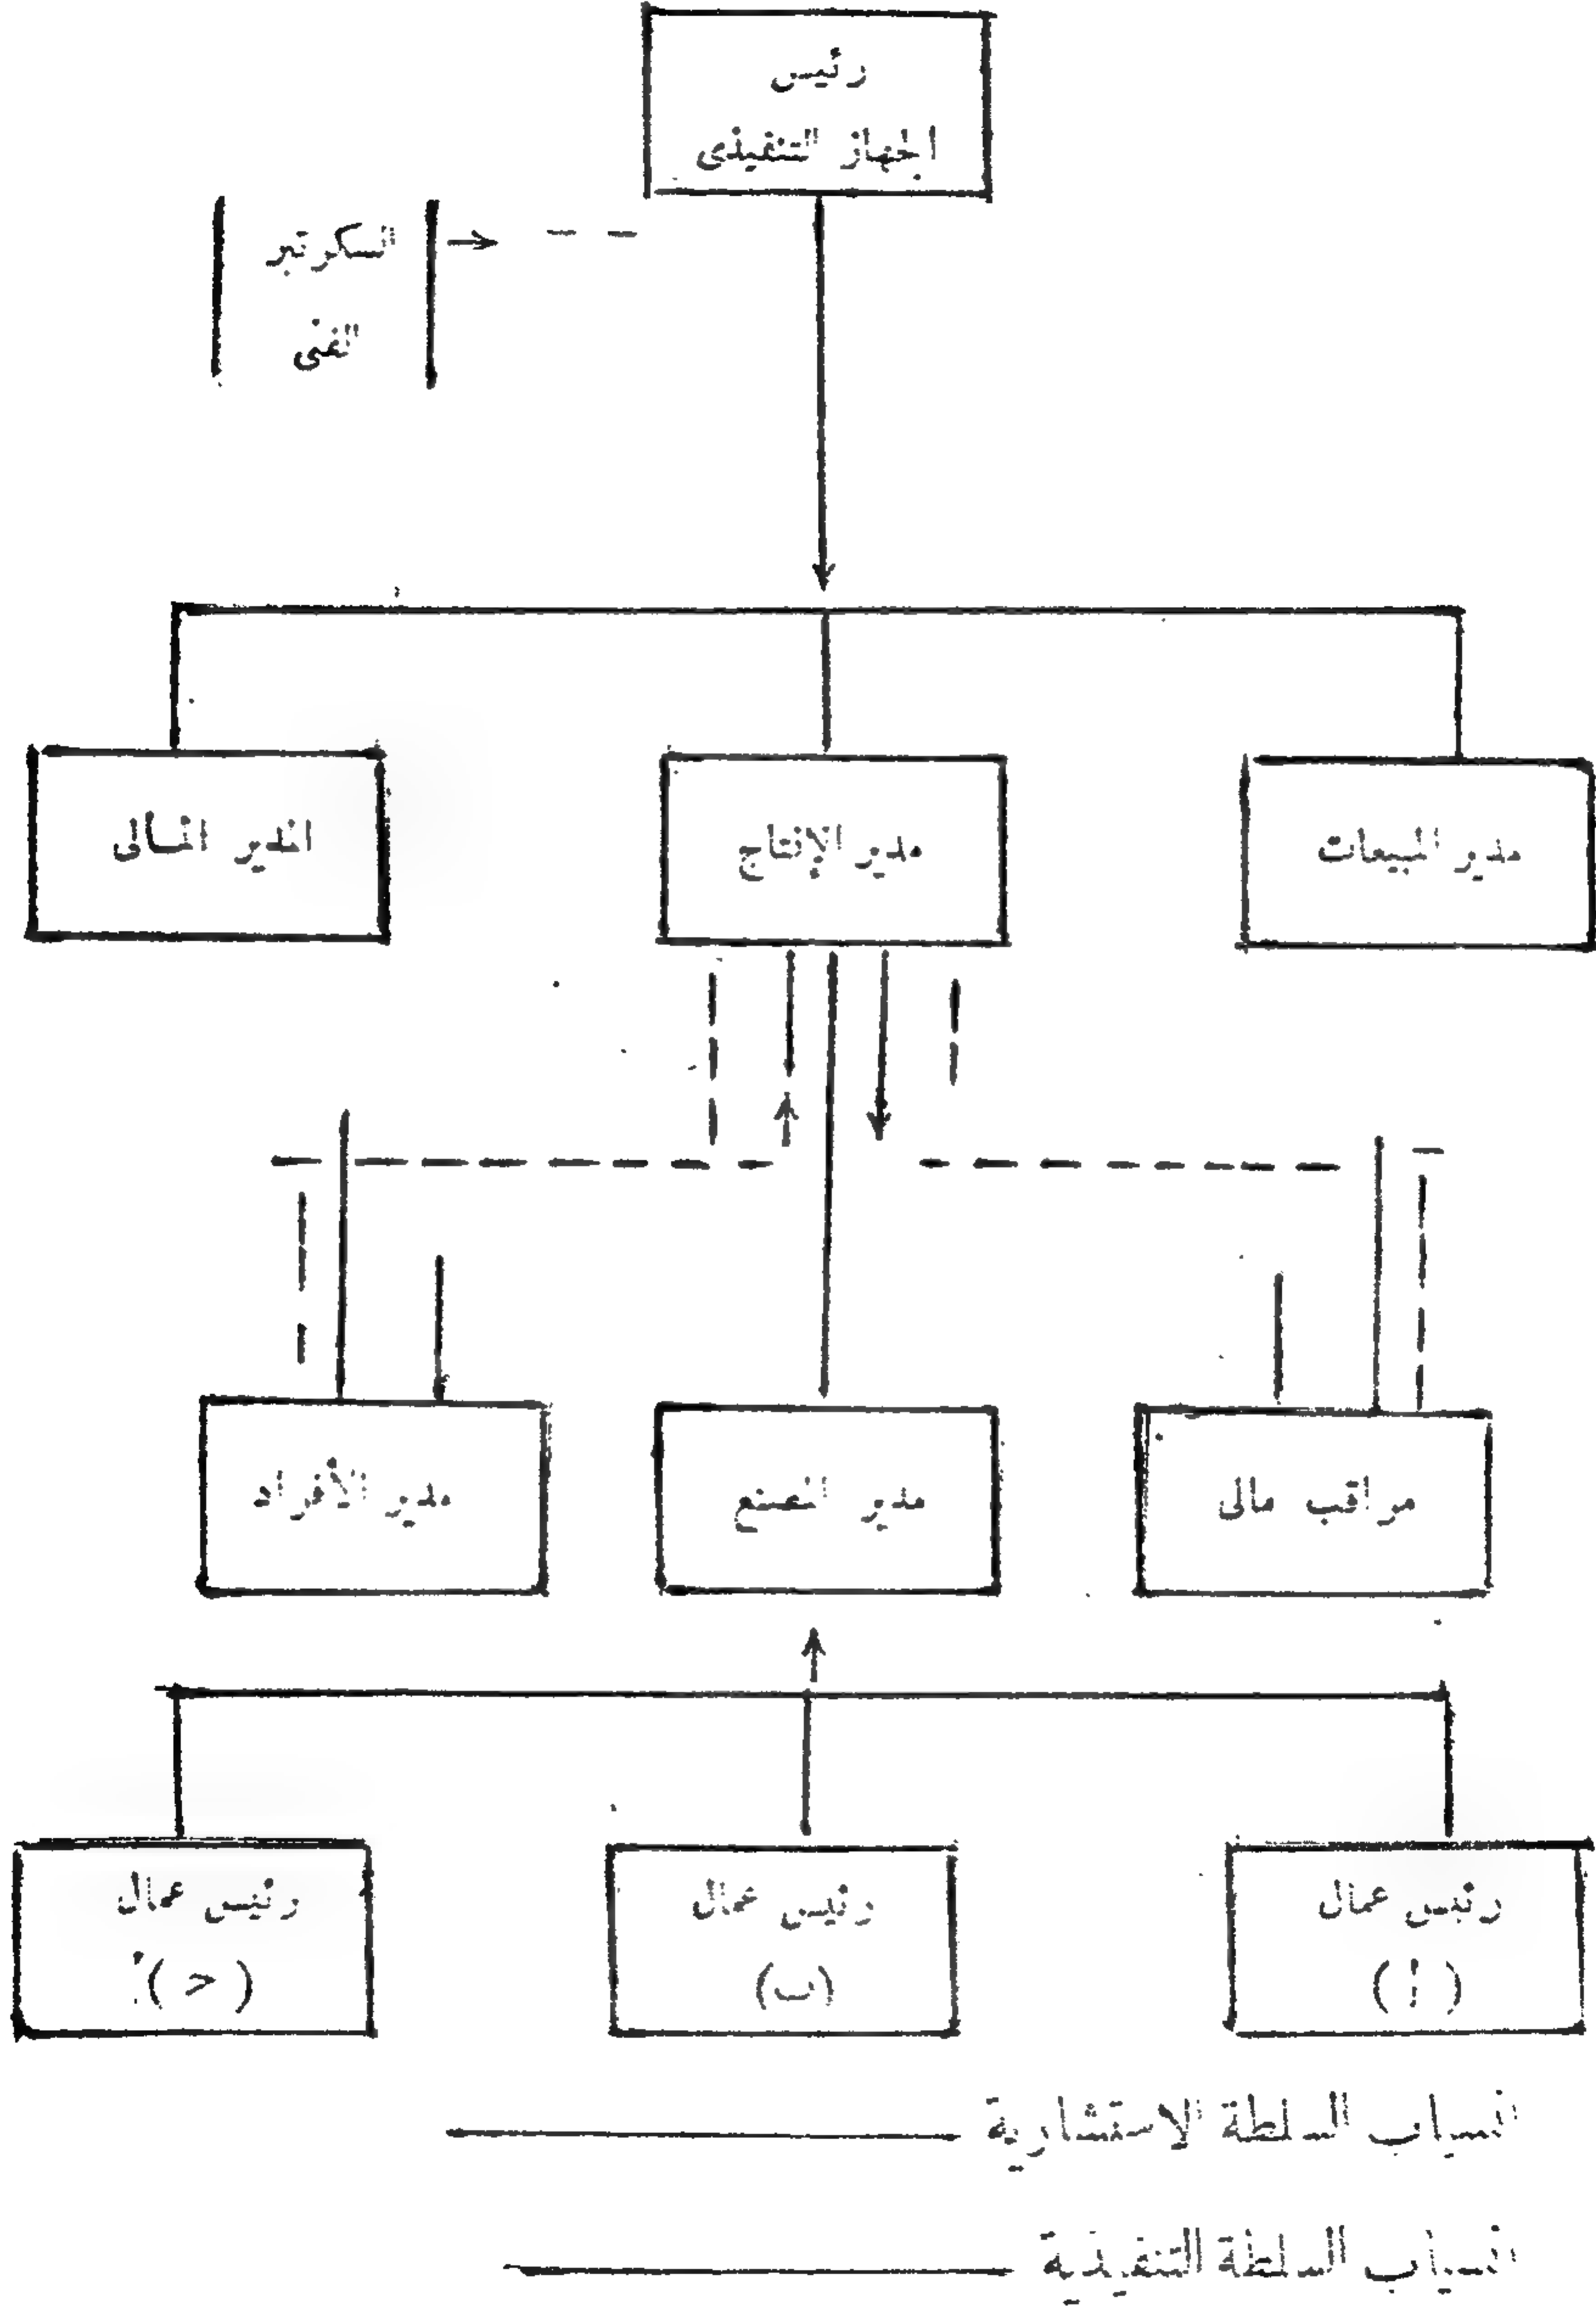 رئيس
الجهاز التنفيذى
السكرتير
الفنى
مدير المبيعات
مدير الإنتاج
المدير المالى
مراقب مالى
مدير المصنع
مدير الأفراد
رئيس عمال
( أ )
رئيس عمال
(ب)
رئيس عمال
( ح )
انسياب السلطة الاستشارية
انسياب السلطة التنفيذية